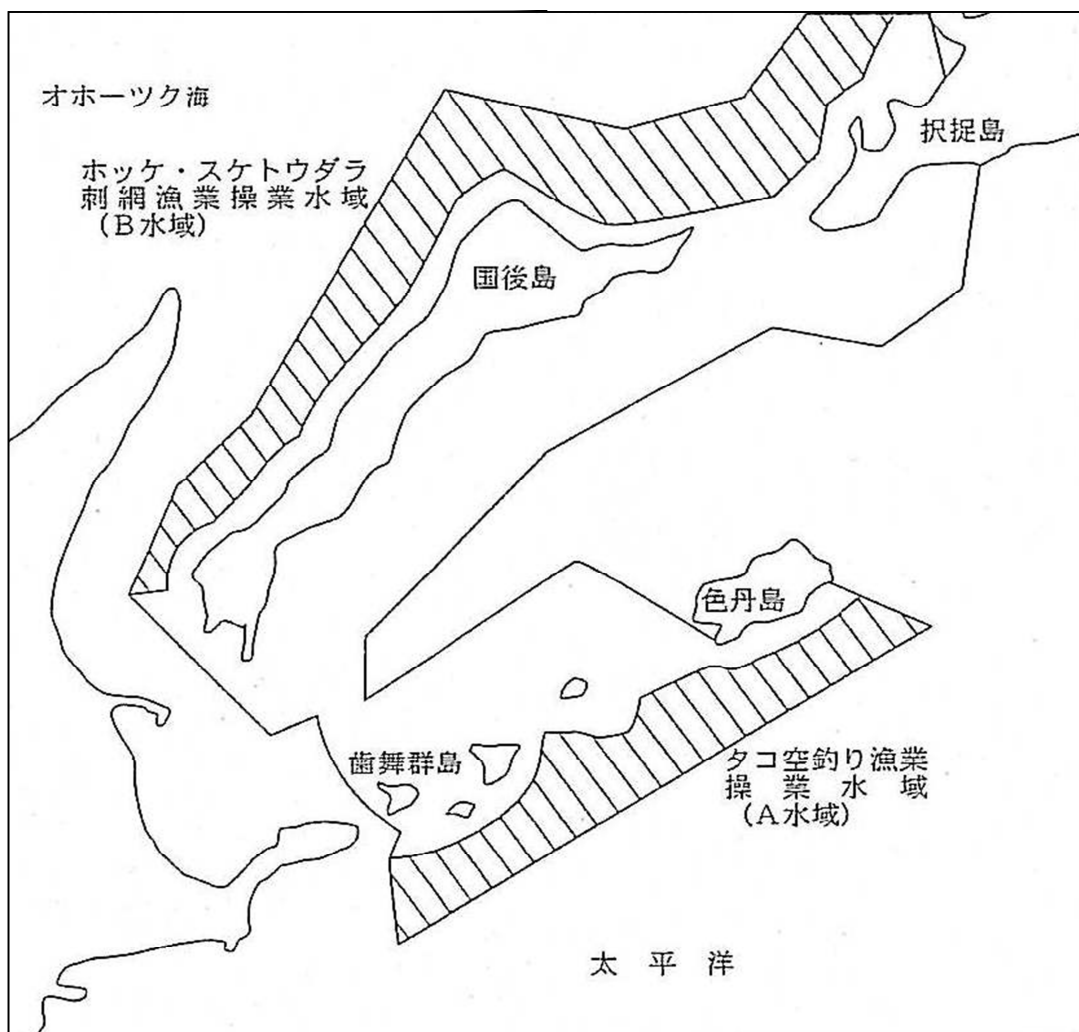 オホーツク海
択捉島
ホッケ・スケトウダラ
刺網漁業操業水域
(B水域)
国後島
色丹島
歯舞群島
タコ空釣り漁業
操業水域
(A水域)
太平洋